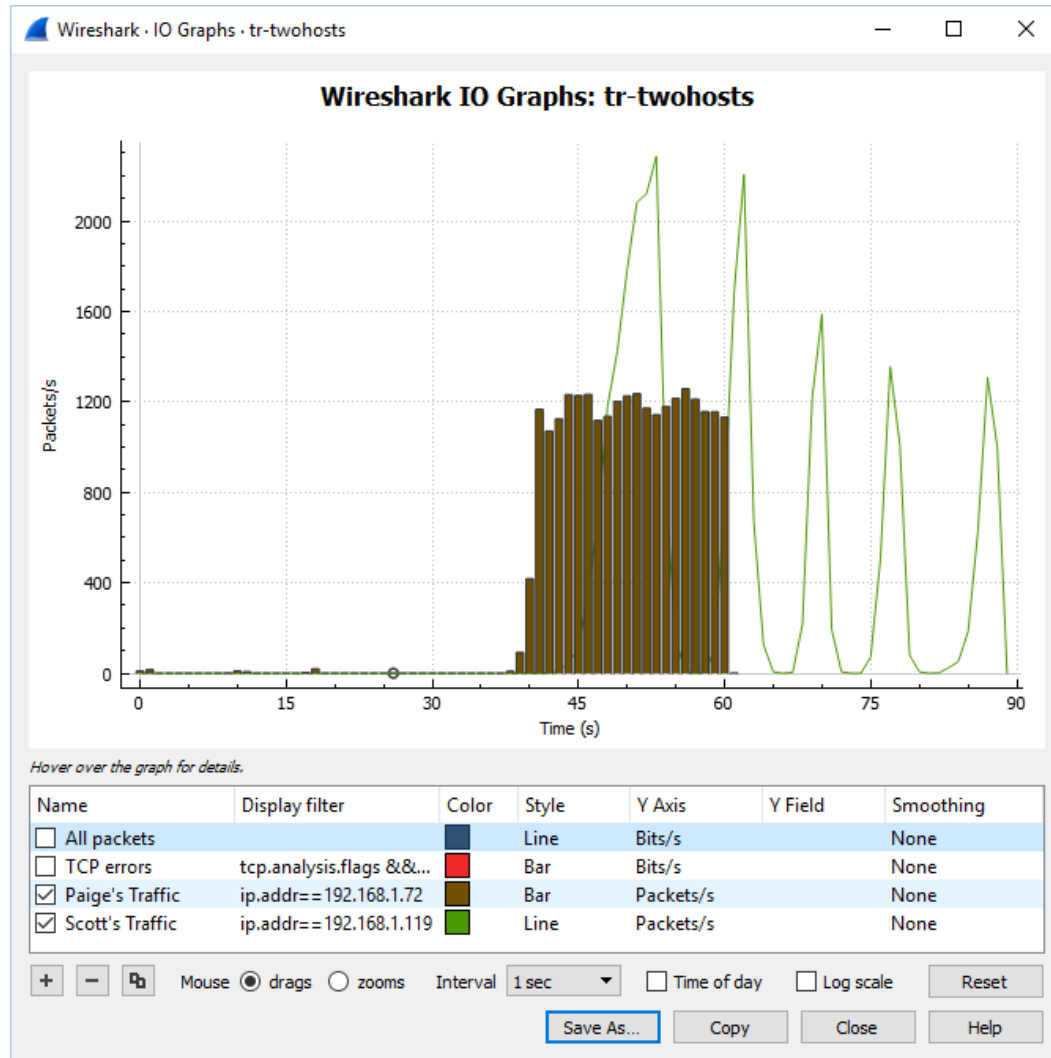 Wireshark · IO Graphs · tr-twohosts
Wireshark IO Graphs: tr-twohosts
Packets/s
2000
1600
1200
800
400
0
0 15 30 45 60 75 90
Time (s)
Hover over the graph for details.
Name Display filter Color Style Y Axis Y Field Smoothing
All packets Line Bits/s None
TCP errors tcp.analysis.flags &&... Bar Bits/s None
Paige's Traffic ip.addr==192.168.1.72 Bar Packets/s None
Scott's Traffic ip.addr==192.168.1.119 Line Packets/s None
+ − Mouse drags zooms Interval 1 sec Time of day Log scale Reset
Save As... Copy Close Help